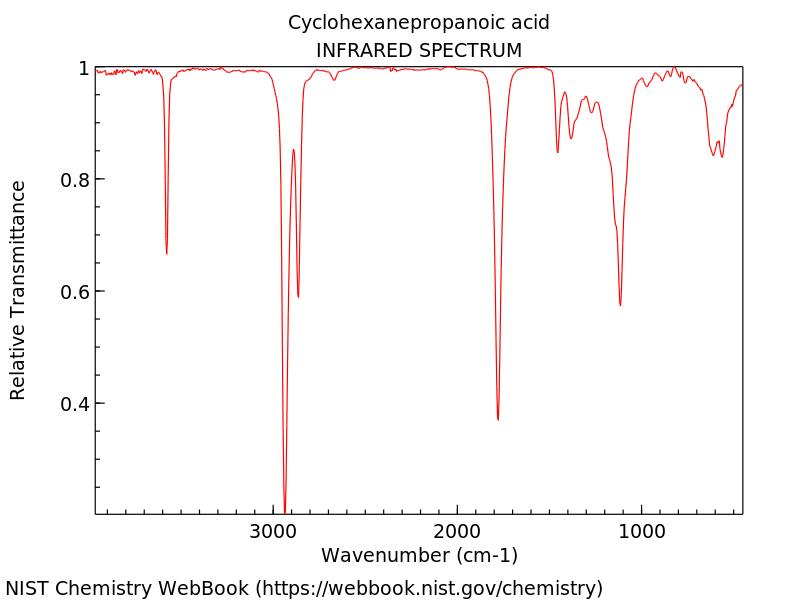 Cyclohexanepropanoic acid
INFRARED SPECTRUM
1
0.8
0.6
0.4
Relative Transmittance
3000
2000
1000
Wavenumber (cm-1)
NIST Chemistry WebBook (https://webbook.nist.gov/chemistry)